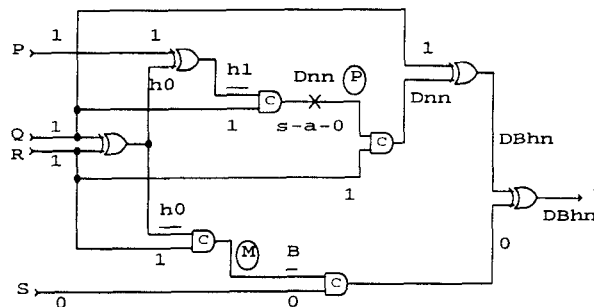 1 1 1
P h1 Dnn P
h0 C Dnn
1 s-a-0
Q 1 C DBhn
R 1
1
h0 DBhn
C
1 M B 0
C
S 0 0